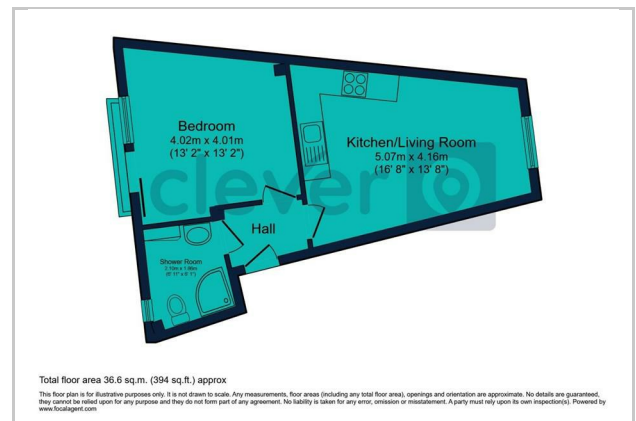 Bedroom
4.02m x 4.01m
(13' 2" x 13' 2")
Kitchen/Living Room
5.07m x 4.16m
(16' 8" x 13' 8")
clever
Hall
Shower Room
Total floor area 36.6 sq.m. (394 sq.ft.) approx
This floor plan is for illustrative purposes only. It is not drawn to scale. Any measurements, floor areas (including any total floor area), openings and orientation are approximate. No details are guaranteed,
they cannot be relied upon for any purpose and they do not form part of any agreement. No liability is taken for any error, omission or misstatement. A party must rely upon its own inspection(s). Powered by
www.focalagent.com